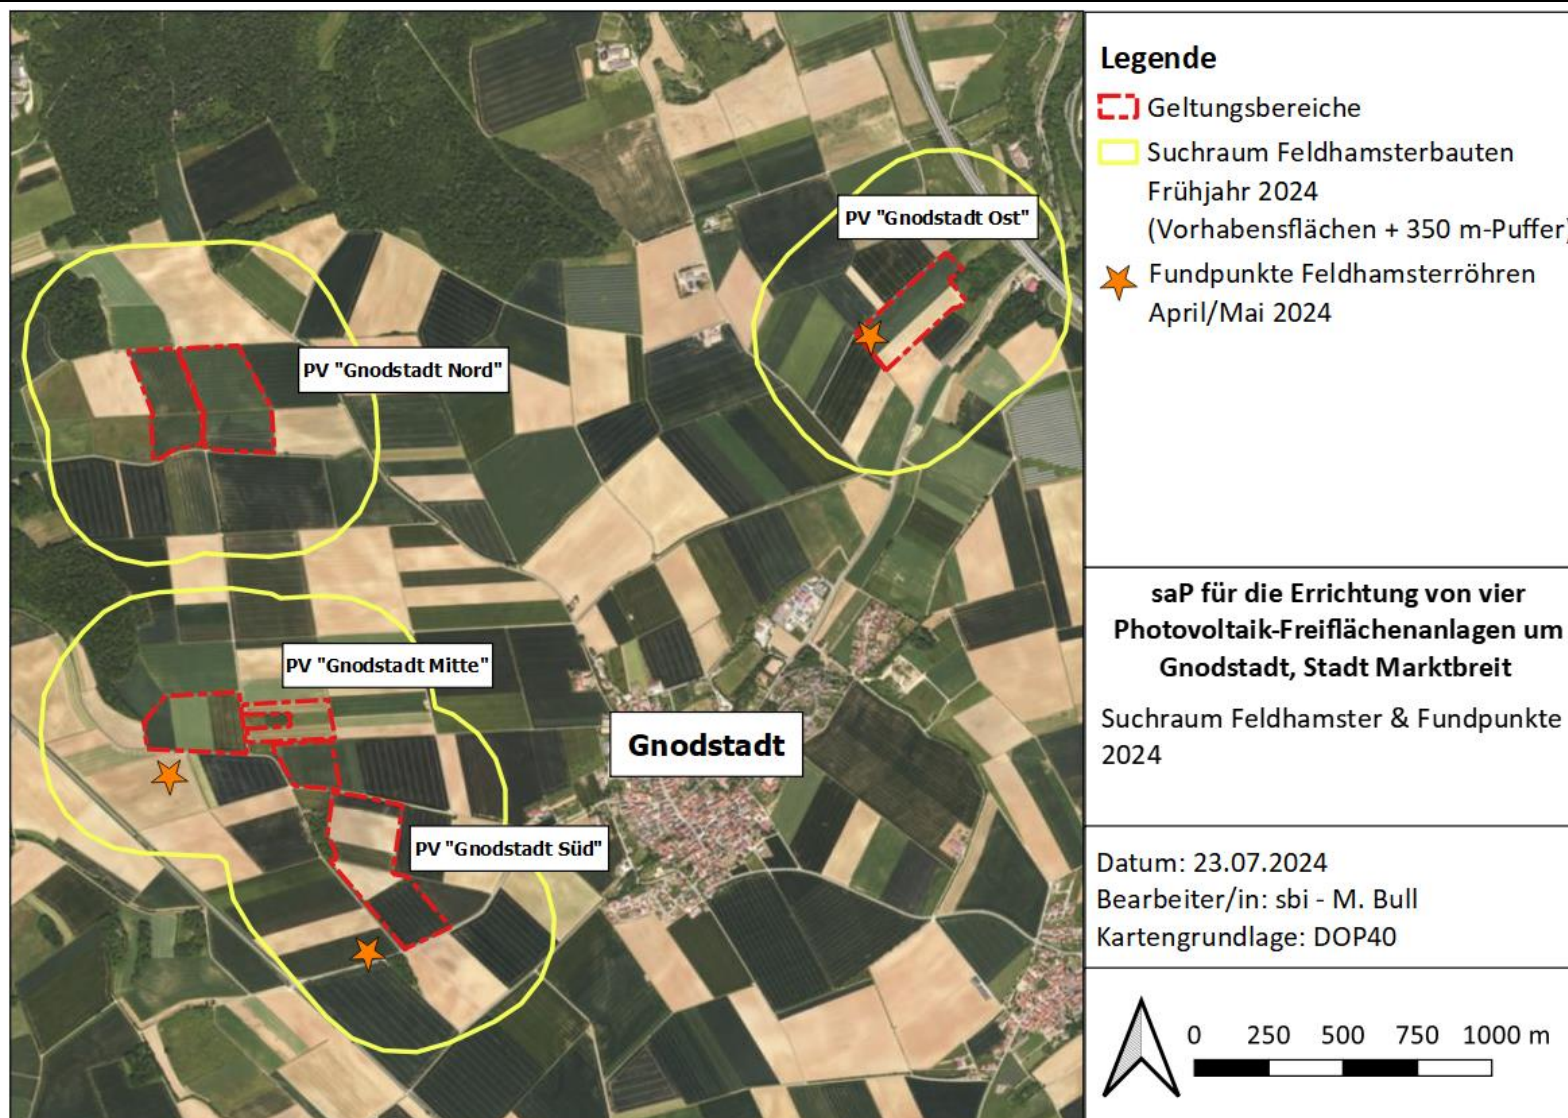 PV "Gnodstadt Ost"
PV "Gnodstadt Nord"
PV "Gnodstadt Mitte"
Gnodstadt
PV "Gnodstadt Süd"
Legende
Geltungsbereiche
Suchraum Feldhamsterbauten
Frühjahr 2024
(Vorhabensflächen + 350 m-Puffer)
Fundpunkte Feldhamsterröhren
April/Mai 2024
saP für die Errichtung von vier
Photovoltaik-Freiflächenanlagen um
Gnodstadt, Stadt Marktbreit
Suchraum Feldhamster & Fundpunkte
2024
Datum: 23.07.2024
Bearbeiter/in: sbi - M. Bull
Kartengrundlage: DOP40
0 250 500 750 1000 m